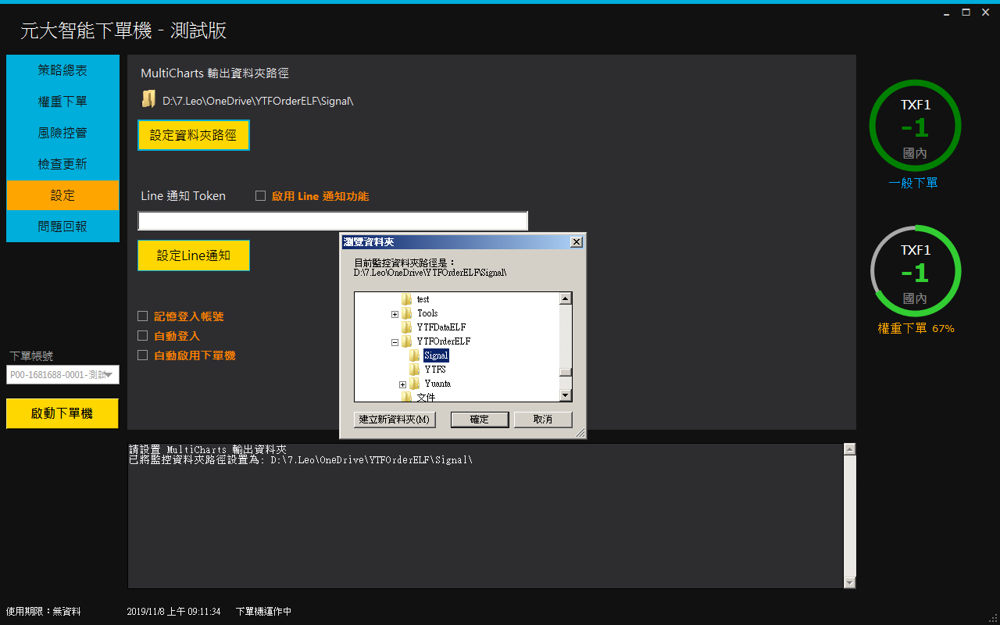 元大智能下單機 - 測試版
策略總表
權重下單
風險控管
檢查更新
設定
問題回報
下單帳號
P00-1681688-0001-測試
啟動下單機
MultiCharts 輸出資料夾路徑
D:\7.Leo\OneDrive\YTFOrderELF\Signal\
設定資料夾路徑
Line 通知 Token
啟用 Line 通知功能
設定Line通知
記憶登入帳號
自動登入
自動啟用下單機
瀏覽資料夾
目前監控資料夾路徑是：
D:\7.Leo\OneDrive\YTFOrderELF\Signal\
test
Tools
YTFDataELF
YTFOrderELF
Signal
YTFS
Yuanta
文件
建立新資料夾(M)
確定
取消
TXF1
-1
國內
一般下單
TXF1
-1
國內
權重下單 67%
請設置 MultiCharts 輸出資料夾
已將監控資料夾路徑設置為: D:\7.Leo\OneDrive\YTFOrderELF\Signal\
使用期限：無資料
2019/11/8 上午 09:11:34
下單機運作中